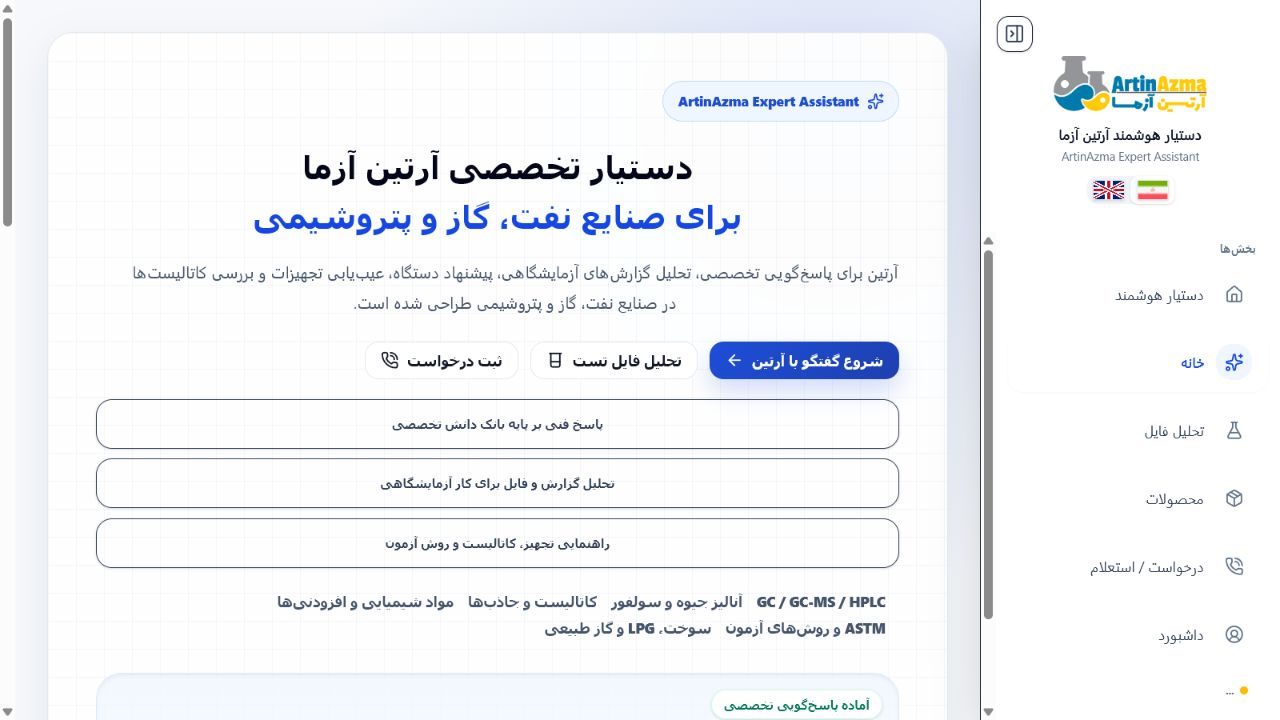 ArtinAzma
آرتین آزما
دستیار هوشمند آرتین آزما
ArtinAzma Expert Assistant
بخش‌ها
دستیار هوشمند
خانه
تحلیل فایل
محصولات
درخواست / استعلام
داشبورد
...
ArtinAzma Expert Assistant
دستیار تخصصی آرتین آزما
برای صنایع نفت، گاز و پتروشیمی
آرتین برای پاسخ‌گویی تخصصی، تحلیل گزارش‌های آزمایشگاهی، پیشنهاد دستگاه، عیب‌یابی تجهیزات و بررسی کاتالیست‌ها
در صنایع نفت، گاز و پتروشیمی طراحی شده است.
شروع گفتگو با آرتین
تحلیل فایل تست
ثبت درخواست
پاسخ فنی بر پایه بانک دانش تخصصی
تحلیل گزارش و فایل برای کار آزمایشگاهی
راهنمایی تجهیز، کاتالیست و روش آزمون
GC / GC-MS / HPLC آنالیز جیوه و سولفور کاتالیست و جاذب‌ها مواد شیمیایی و افزودنی‌ها
ASTM و روش‌های آزمون سوخت، LPG و گاز طبیعی
آماده پاسخ‌گویی تخصصی